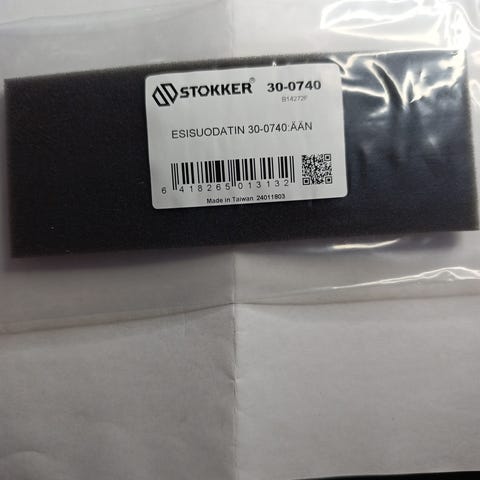 STOKKER® 30-0740
B14272F
ESISUODATIN 30-0740:ÄÄN
6 418265 013132
Made in Taiwan 24011803